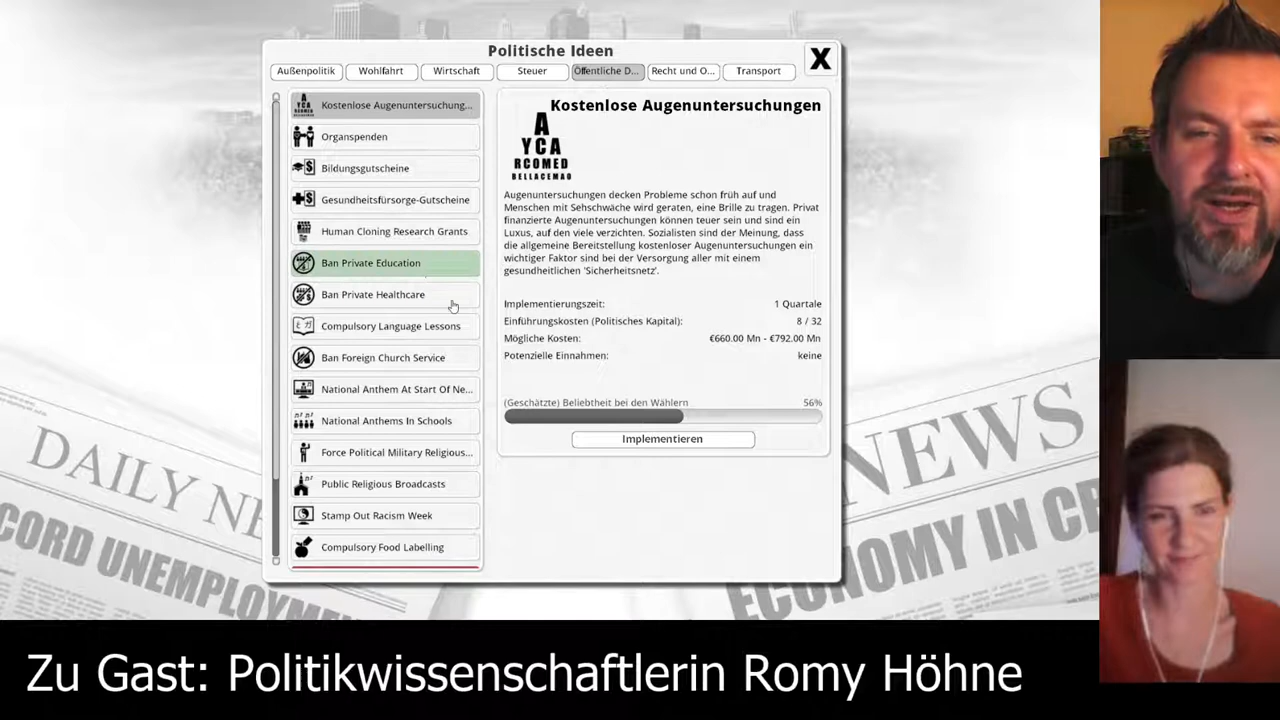 Politische Ideen
X
Außenpolitik
Wohlfahrt
Wirtschaft
Steuer
Öffentliche D...
Recht und O...
Transport
Kostenlose Augenuntersuchung...
Organspenden
Bildungsgutscheine
Gesundheitsfürsorge-Gutscheine
Human Cloning Research Grants
Ban Private Education
Ban Private Healthcare
Compulsory Language Lessons
Ban Foreign Church Service
National Anthem At Start Of Ne...
National Anthems In Schools
Force Political Military Religious...
Public Religious Broadcasts
Stamp Out Racism Week
Compulsory Food Labelling
Kostenlose Augenuntersuchungen
A
YCA
RCOMED
BELLACEMAO
Augenuntersuchungen decken Probleme schon früh auf und
Menschen mit Sehschwäche wird geraten, eine Brille zu tragen. Privat
finanzierte Augenuntersuchungen können teuer sein und sind ein
Luxus, auf den viele verzichten. Sozialisten sind der Meinung, dass
die allgemeine Bereitstellung kostenloser Augenuntersuchungen ein
wichtiger Faktor sind bei der Versorgung aller mit einem
gesundheitlichen 'Sicherheitsnetz'.
Implementierungszeit: 1 Quartale
Einführungskosten (Politisches Kapital): 8 / 32
Mögliche Kosten: €660.00 Mn - €792.00 Mn
Potenzielle Einnahmen: keine
(Geschätzte) Beliebtheit bei den Wählern 56%
Implementieren
DAILY NE
CORD UNEMPLOYM
NEWS
ECONOMY IN CR
Zu Gast: Politikwissenschaftlerin Romy Höhne